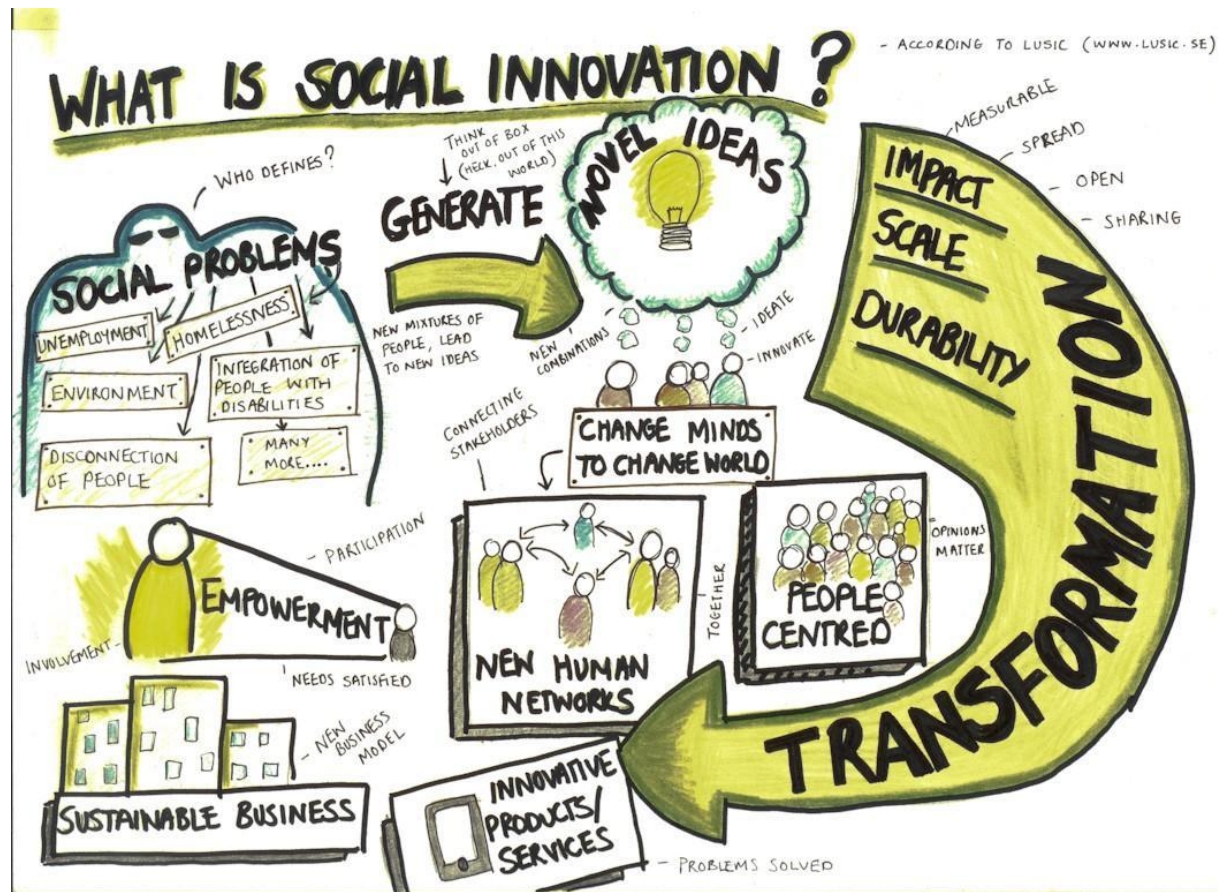 WHAT IS SOCIAL INNOVATION?
- ACCORDING TO LUSIC (WWW.LUSIC.SE)
WHO DEFINES?
SOCIAL PROBLEMS
UNEMPLOYMENT
HOMELESSNESS
ENVIRONMENT
INTEGRATION OF
PEOPLE WITH
DISABILITIES
DISCONNECTION
OF PEOPLE
MANY
MORE....
THINK
OUT OF BOX
(HECK, OUT OF THIS
WORLD)
GENERATE
NEW MIXTURES OF
PEOPLE, LEAD
TO NEW IDEAS
NOVEL IDEAS
NEW
COMBINATIONS
- IDEATE
- INNOVATE
CHANGE MINDS
TO CHANGE WORLD
CONNECTING
STAKEHOLDERS
NEW HUMAN
NETWORKS
TOGETHER
PEOPLE
CENTRED
OPINIONS
MATTER
IMPACT
SCALE
DURABILITY
MEASURABLE
SPREAD
OPEN
SHARING
TRANSFORMATION
EMPOWERMENT
- PARTICIPATION
INVOLVEMENT-
NEEDS SATISFIED
- NEW
BUSINESS
MODEL
SUSTAINABLE BUSINESS
INNOVATIVE
PRODUCTS/
SERVICES
- PROBLEMS SOLVED